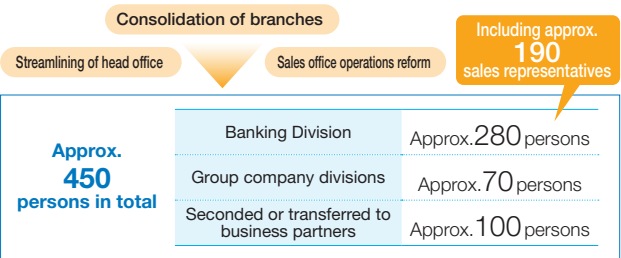 Consolidation of branches
Streamlining of head office
Sales office operations reform
Including approx.
190
sales representatives
Approx.
450
persons in total
Banking Division
Approx.280 persons
Group company divisions
Approx.70 persons
Seconded or transferred to
business partners
Approx.100 persons